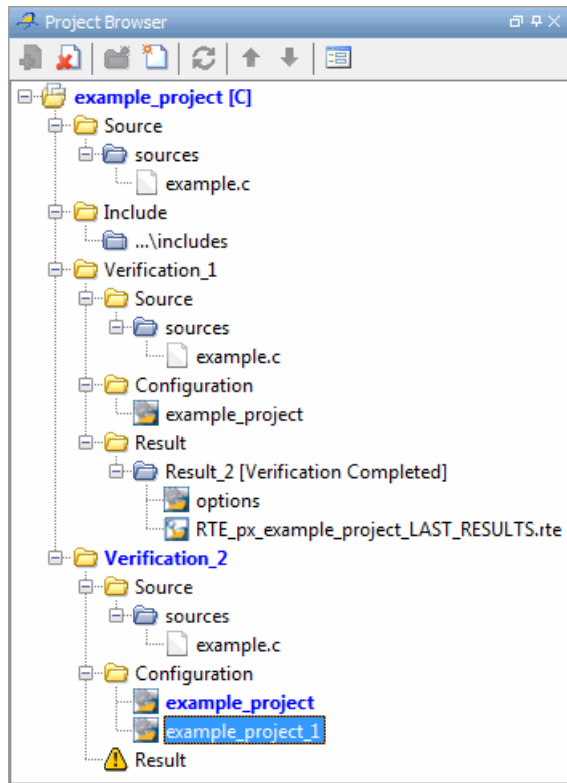 Project Browser
example_project [C]
Source
sources
example.c
Include
...\includes
Verification_1
Source
sources
example.c
Configuration
example_project
Result
Result_2 [Verification Completed]
options
RTE_px_example_project_LAST_RESULTS.rte
Verification_2
Source
sources
example.c
Configuration
example_project
example_project_1
Result